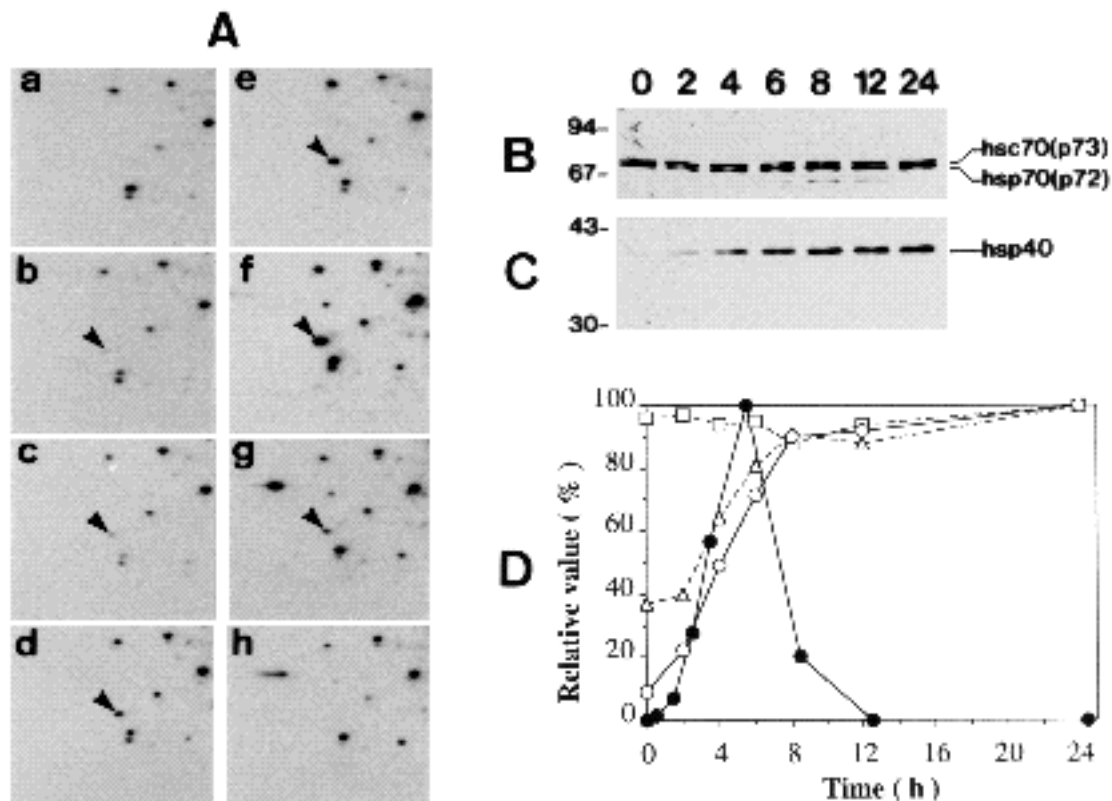 A
a
e
b
f
c
g
d
h
0 2 4 6 8 12 24
B
94-
67-
hsc70(p73)
hsp70(p72)
C
43-
30-
hsp40
D
Relative value ( % )
100
80
60
40
20
0
0 4 8 12 16 20 24
Time ( h )